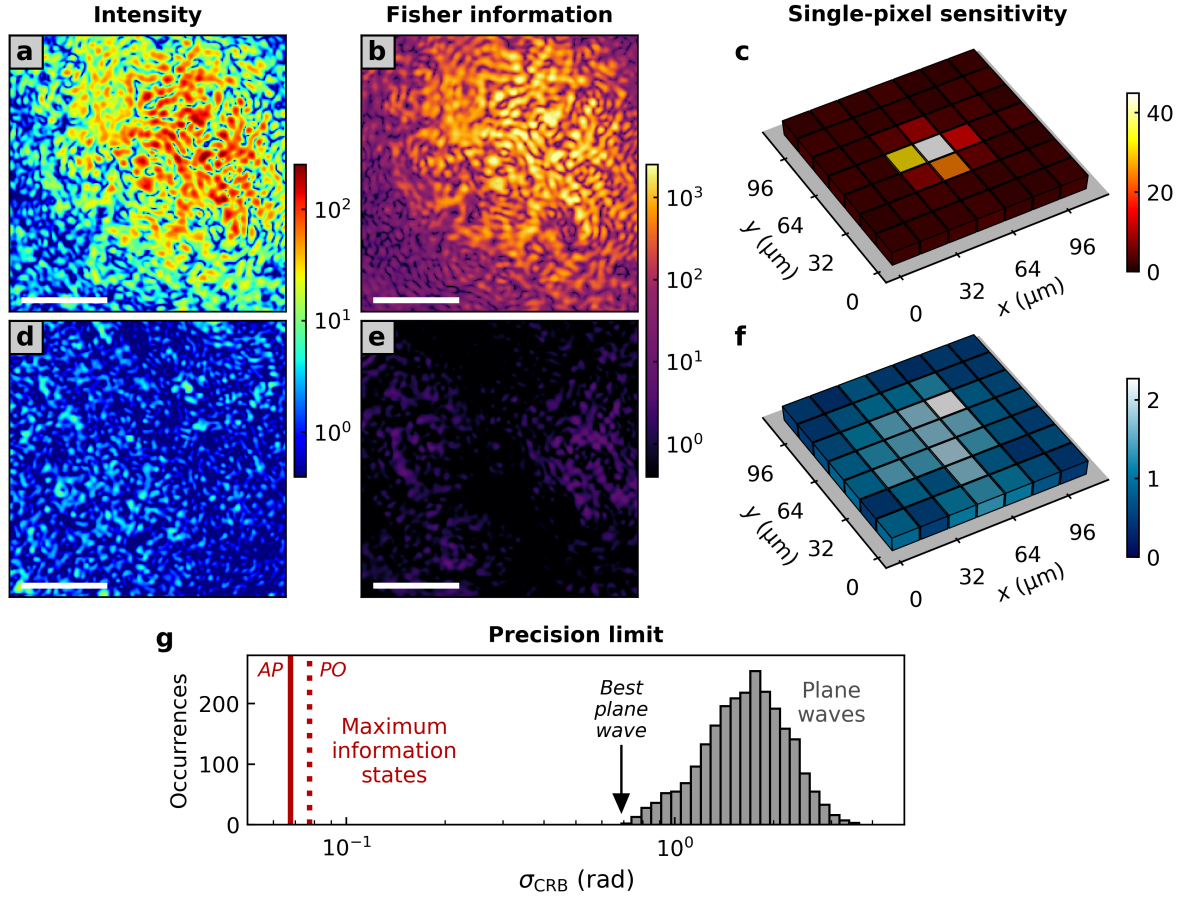 Intensity
Fisher information
Single-pixel sensitivity
a
10²
10¹
10⁰
b
10³
10²
10¹
10⁰
c
96
64
32
0
y (μm)
0
32
64
96
x (μm)
40
20
0
d
e
f
96
64
32
0
y (μm)
0
32
64
96
x (μm)
2
1
0
g
Precision limit
Occurrences
200
100
0
AP
PO
Maximum
information
states
Best
plane
wave
Plane
waves
10⁻¹
10⁰
σCRB (rad)